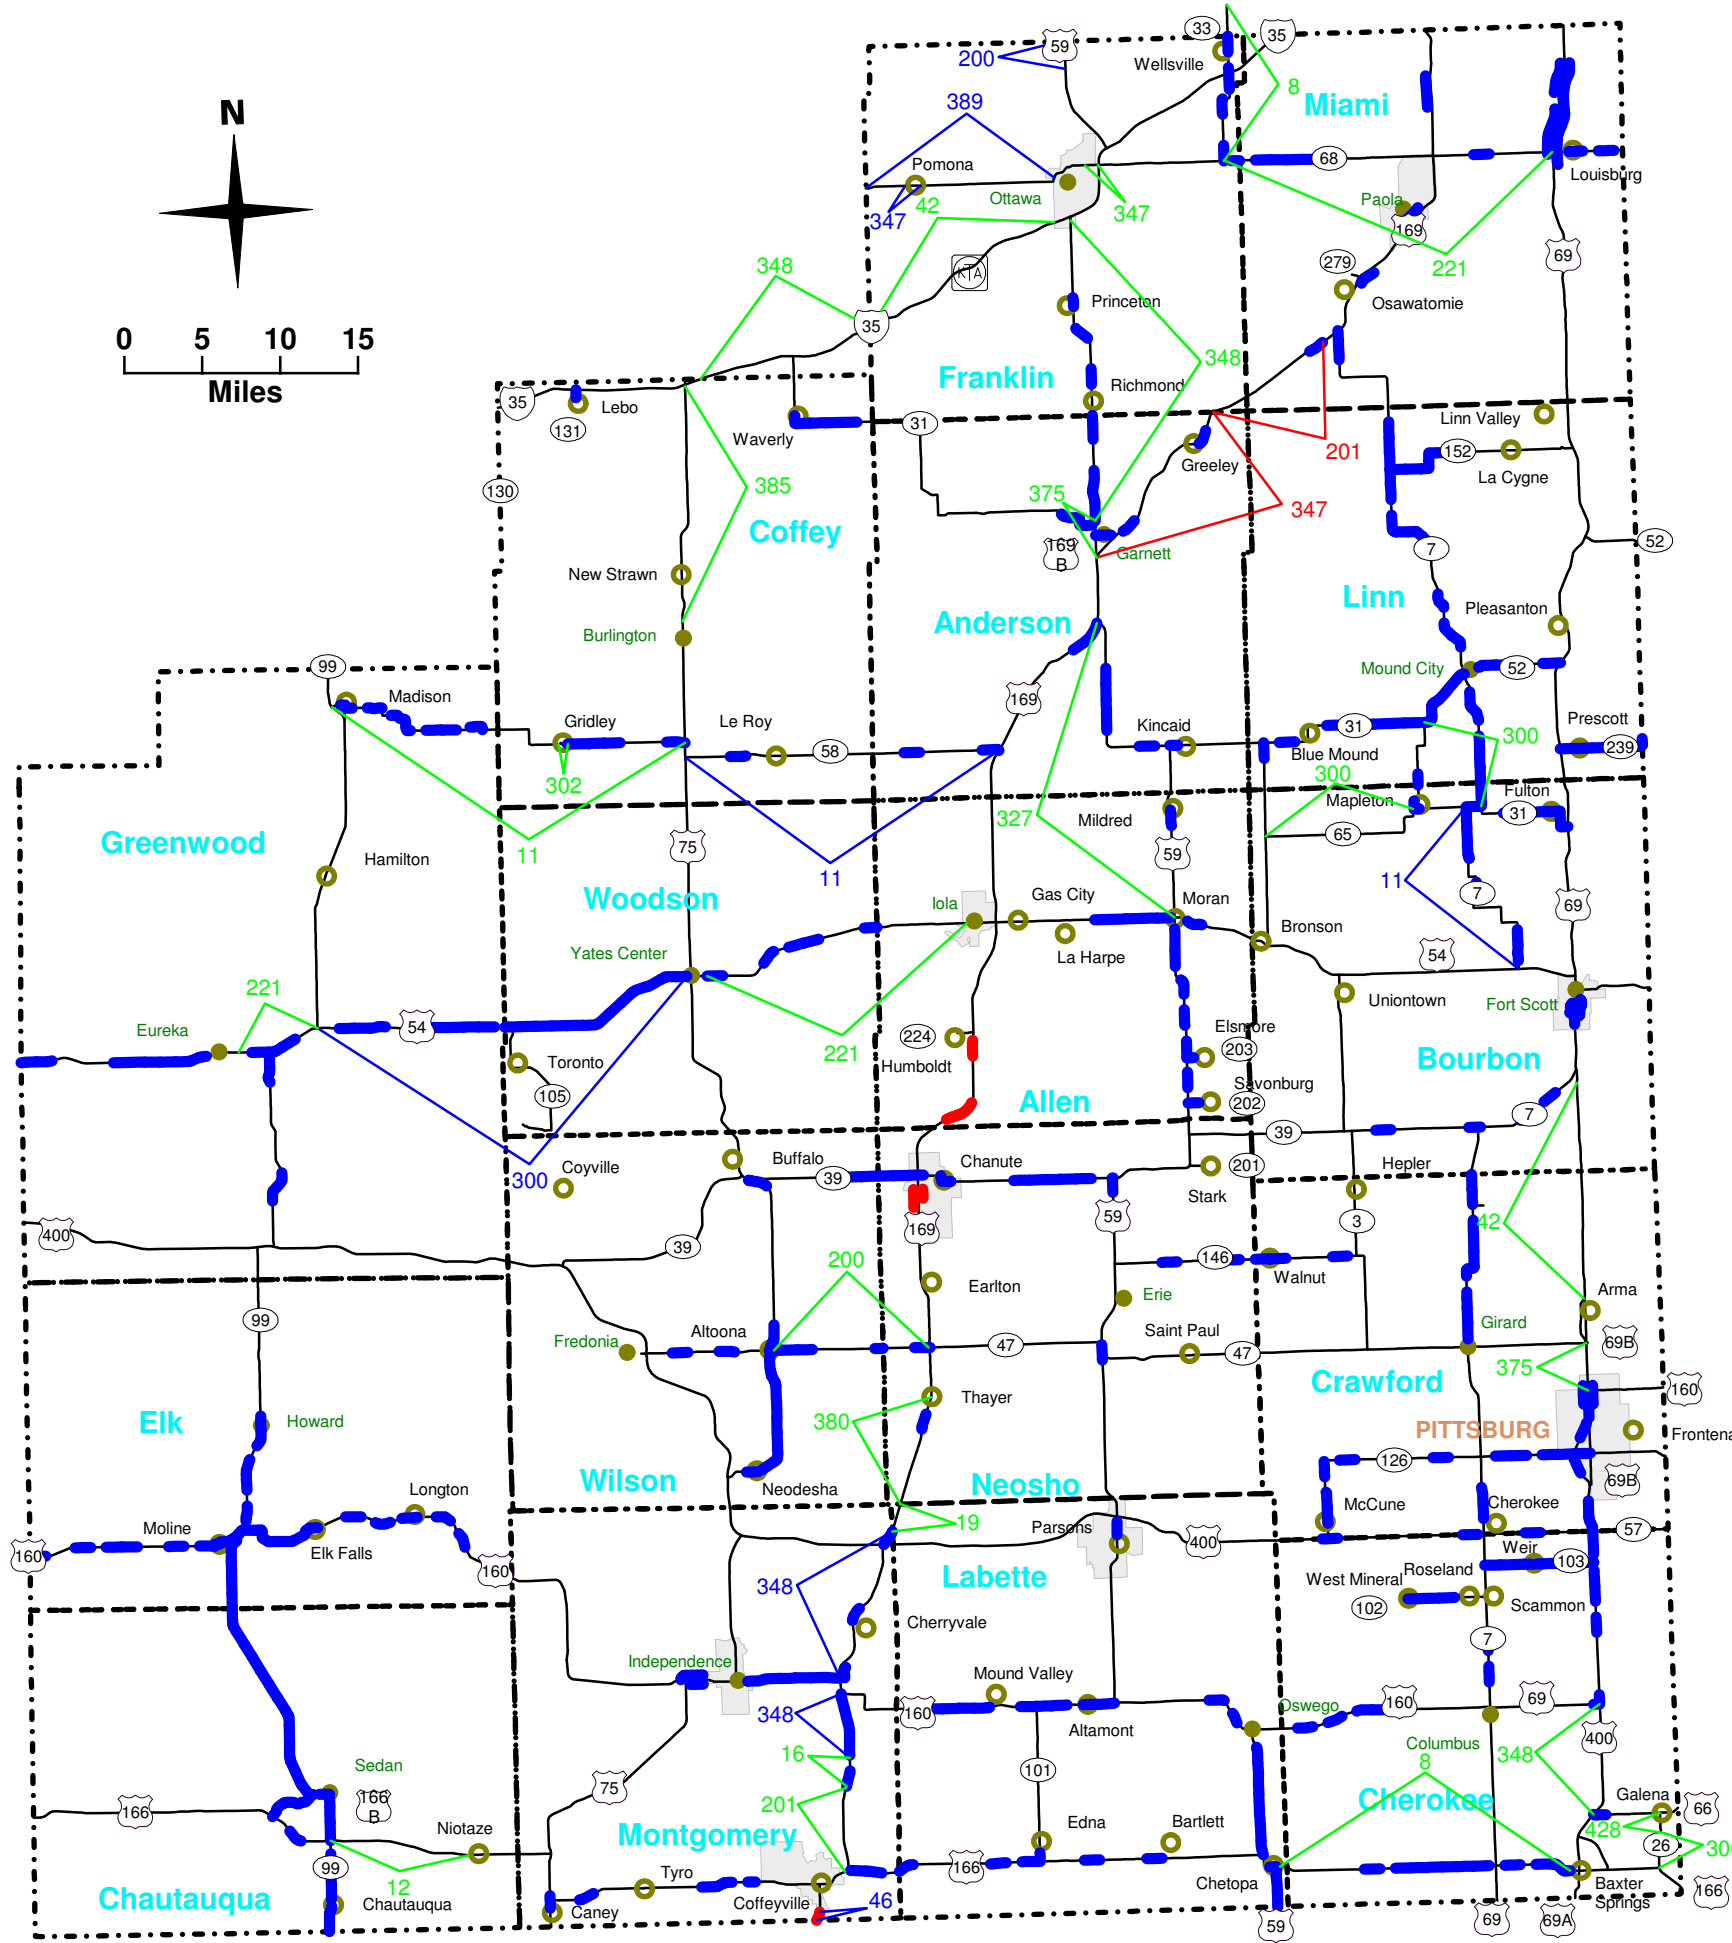 33
35
59
200
Wellsville
8
Miami
N
389
68
Pomona
Louisburg
Ottawa
Paola
347
42
347
169
221
69
279
348
KTA
Princeton
Osawatomie
0 5 10 15
Miles
35
348
Franklin
Richmond
35
Lebo
131
Waverly
31
Linn Valley
152
La Cygne
Greeley
201
130
385
375
347
Coffey
169
B
Garnett
7
52
New Strawn
Linn
Pleasanton
Burlington
Anderson
99
Mound City
52
Madison
169
Gridley
Le Roy
58
Kincaid
31
Prescott
Blue Mound
300
239
302
300
Mapleton
Fulton
327
Mildred
31
65
Greenwood
Hamilton
11
75
59
11
11
Woodson
Iola
Gas City
Moran
7
69
Yates Center
La Harpe
Bronson
54
221
Uniontown
Fort Scott
Eureka
54
224
Elsmore
203
221
Humboldt
Toronto
Bourbon
105
Savonburg
202
Allen
7
39
Coyville
300
Buffalo
39
Chanute
201
Stark
Hepler
400
39
169
59
3
42
200
146
Walnut
Earlton
Erie
Arma
99
Fredonia
Altoona
47
Saint Paul
47
Girard
69B
375
Crawford
160
Elk
Howard
380
Thayer
PITTSBURG
Frontena
126
Wilson
Neodesha
Neosho
69B
Longton
McCune
Cherokee
Moline
19
Parsons
57
160
Elk Falls
400
Weir
103
160
348
Labette
West Mineral
Roseland
102
Scammon
Cherryvale
7
Independence
Mound Valley
348
160
Altamont
Oswego
160
69
Columbus
400
16
348
8
Sedan
166
B
101
75
201
Cherokee
Galena
66
166
Niotaze
Montgomery
Edna
Bartlett
428
26
30
99
12
Tyro
166
Chetopa
Baxter
Springs
166
Chautauqua
Chautauqua
Caney
Coffeyville
46
59
69
69A